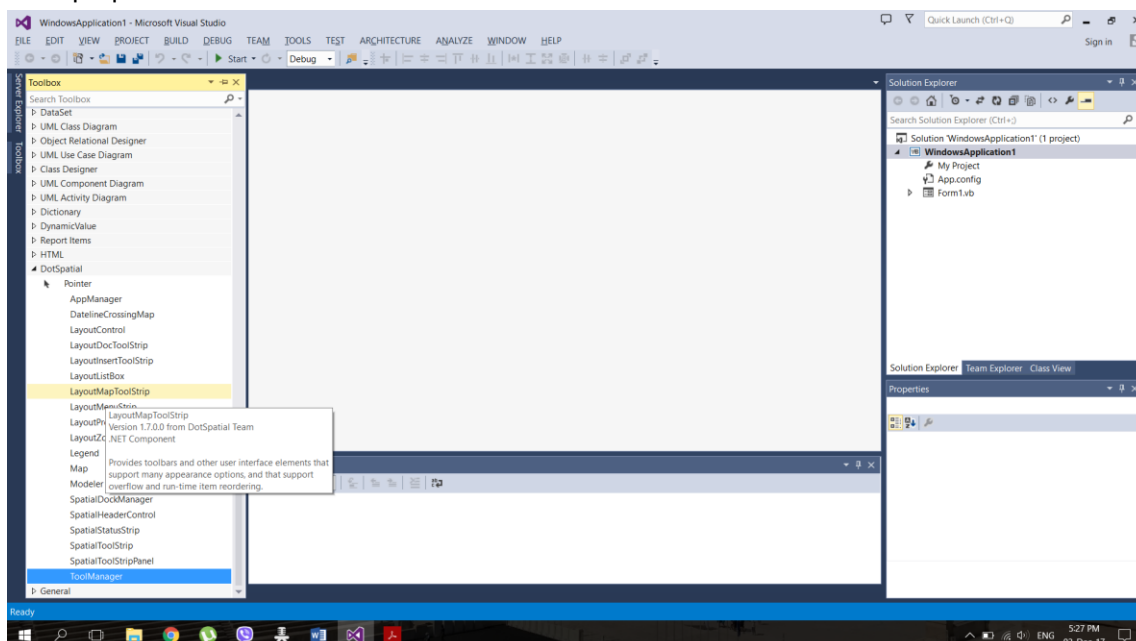 WindowsApplication1 - Microsoft Visual Studio
Quick Launch (Ctrl+Q)
FILE EDIT VIEW PROJECT BUILD DEBUG TEAM TOOLS TEST ARCHITECTURE ANALYZE WINDOW HELP
Sign in
Start
Debug
Server Explorer
Toolbox
Toolbox
Search Toolbox
DataSet
UML Class Diagram
Object Relational Designer
UML Use Case Diagram
Class Designer
UML Component Diagram
UML Activity Diagram
Dictionary
DynamicValue
Report Items
HTML
DotSpatial
Pointer
AppManager
DatelineCrossingMap
LayoutControl
LayoutDocToolStrip
LayoutInsertToolStrip
LayoutListBox
LayoutMapToolStrip
LayoutMenuStrip
LayoutPr
LayoutZo
Legend
Map
Modeler
SpatialDockManager
SpatialHeaderControl
SpatialStatusStrip
SpatialToolStrip
SpatialToolStripPanel
ToolManager
General
LayoutMapToolStrip
Version 1.7.0.0 from DotSpatial Team
.NET Component
Provides toolbars and other user interface elements that
support many appearance options, and that support
overflow and run-time item reordering.
Solution Explorer
Search Solution Explorer (Ctrl+;)
Solution 'WindowsApplication1' (1 project)
WindowsApplication1
My Project
App.config
Form1.vb
Solution Explorer Team Explorer Class View
Properties
Ready
ENG
5:27 PM